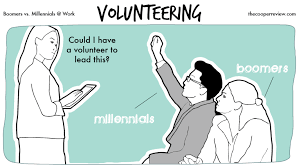 Boomers vs. Millennials @ Work
VOLUNTEERING
thecooperreview.com
Could I have
a volunteer to
lead this?
millennials
boomers